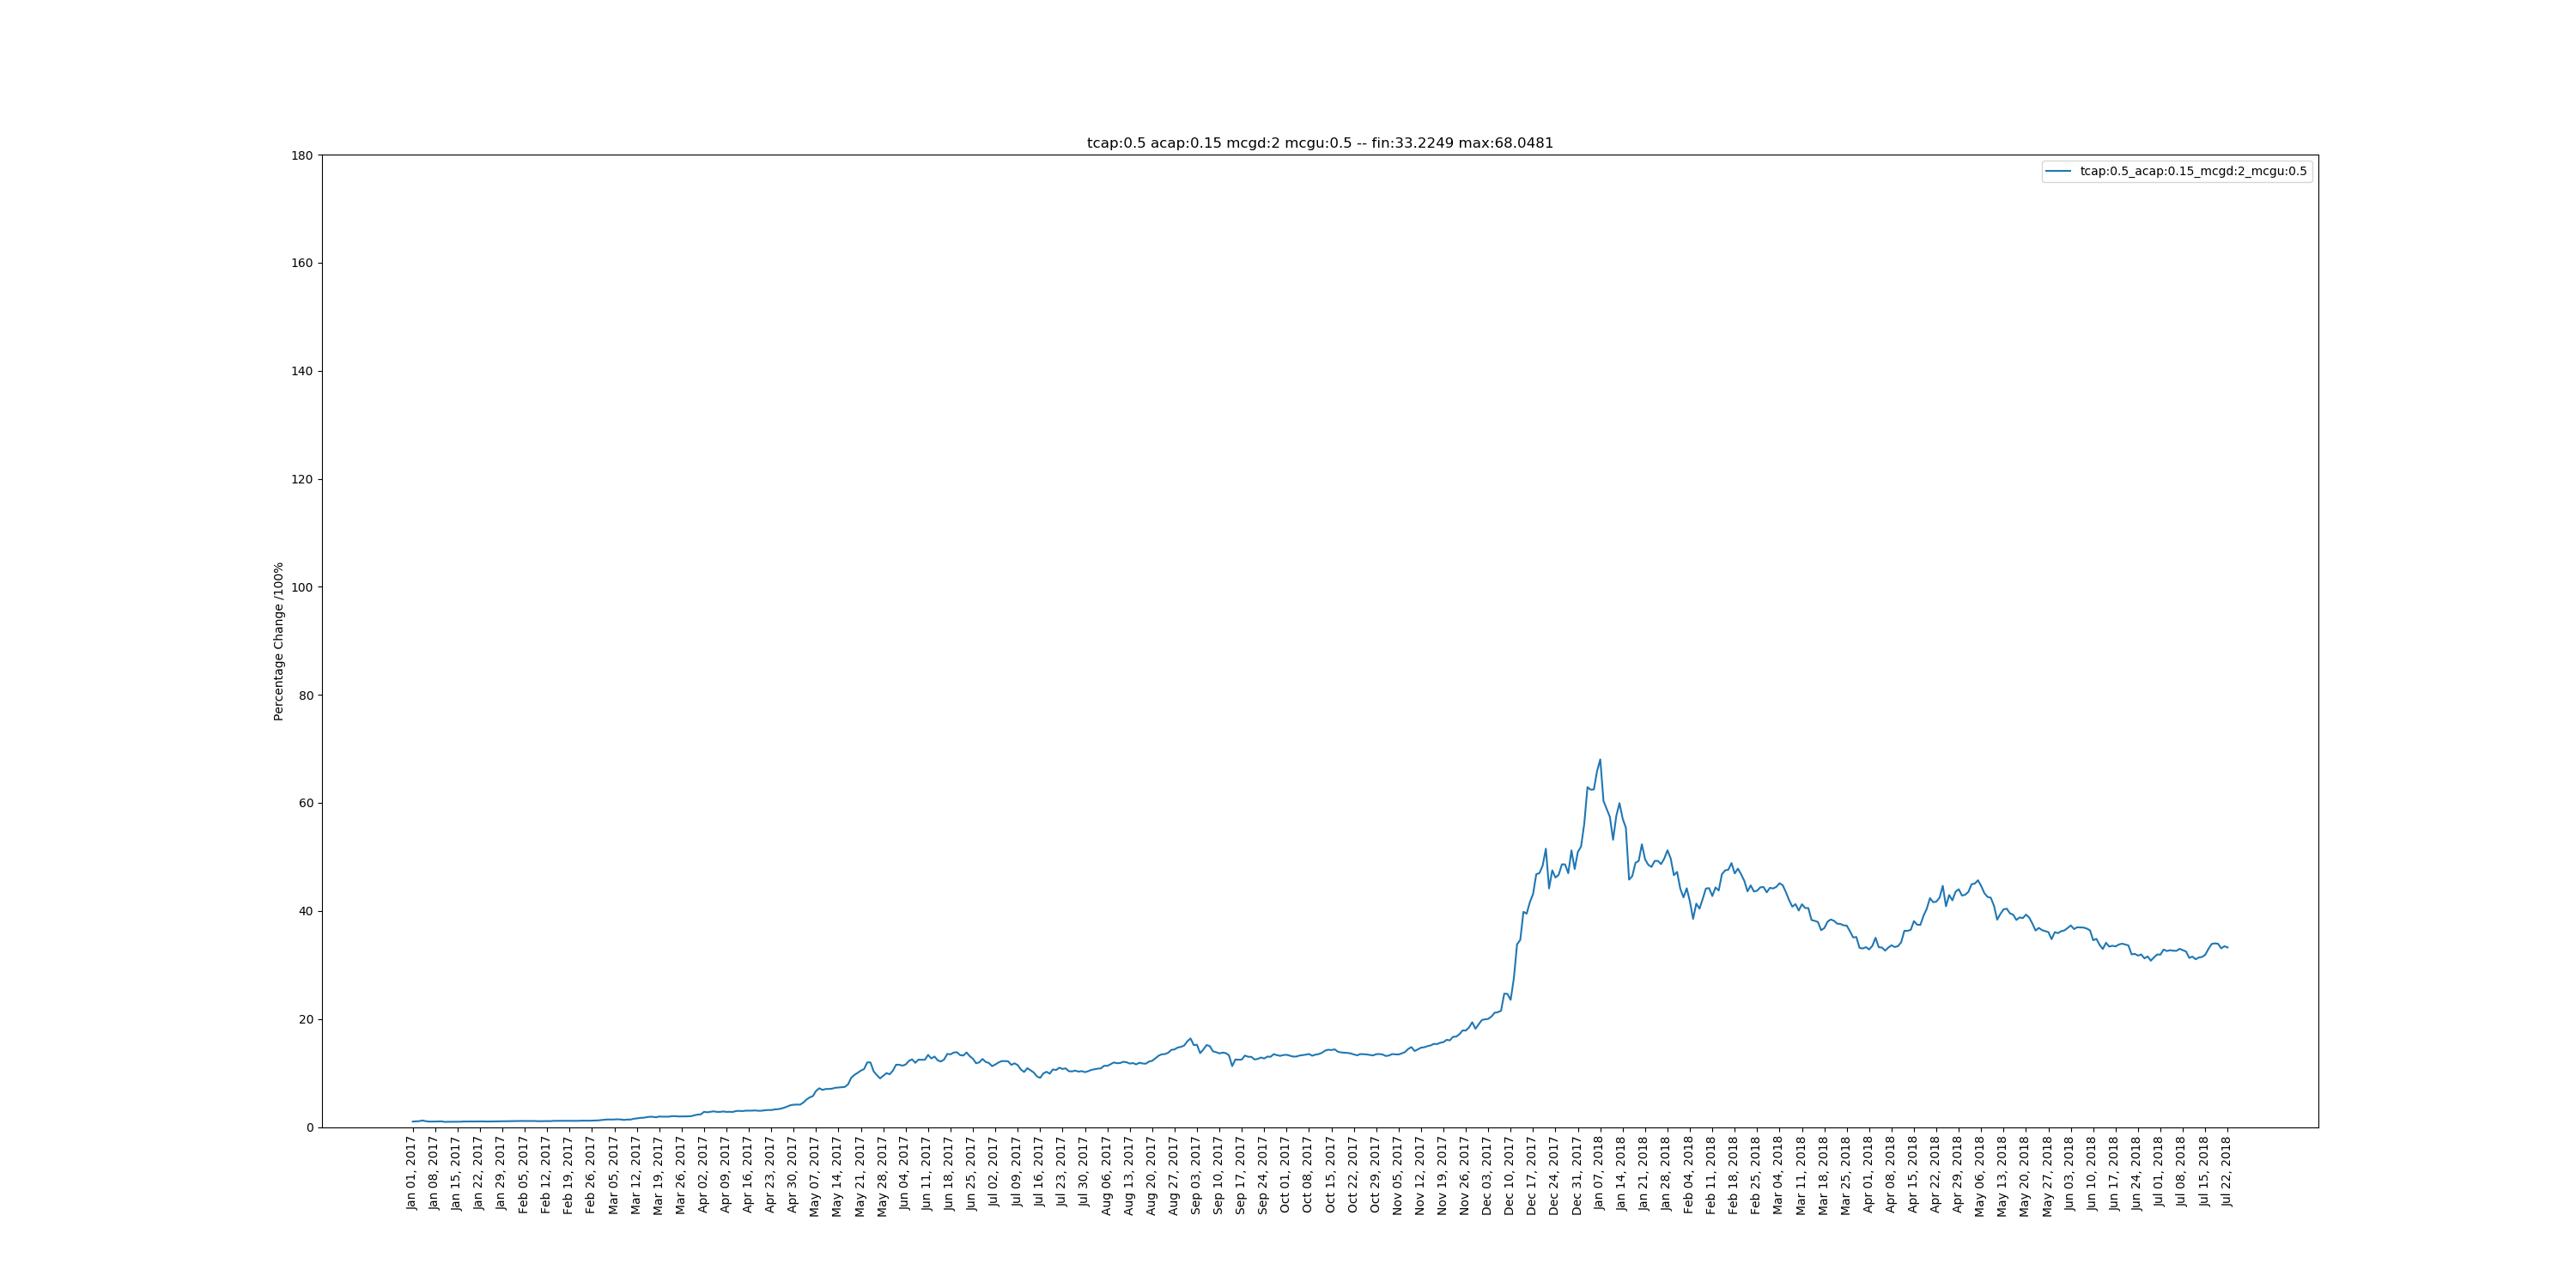 tcap:0.5 acap:0.15 mcgd:2 mcgu:0.5 -- fin:33.2249 max:68.0481
tcap:0.5_acap:0.15_mcgd:2_mcgu:0.5
Percentage Change /100%
180
160
140
120
100
80
60
40
20
0
Jan 01, 2017
Jan 08, 2017
Jan 15, 2017
Jan 22, 2017
Jan 29, 2017
Feb 05, 2017
Feb 12, 2017
Feb 19, 2017
Feb 26, 2017
Mar 05, 2017
Mar 12, 2017
Mar 19, 2017
Mar 26, 2017
Apr 02, 2017
Apr 09, 2017
Apr 16, 2017
Apr 23, 2017
Apr 30, 2017
May 07, 2017
May 14, 2017
May 21, 2017
May 28, 2017
Jun 04, 2017
Jun 11, 2017
Jun 18, 2017
Jun 25, 2017
Jul 02, 2017
Jul 09, 2017
Jul 16, 2017
Jul 23, 2017
Jul 30, 2017
Aug 06, 2017
Aug 13, 2017
Aug 20, 2017
Aug 27, 2017
Sep 03, 2017
Sep 10, 2017
Sep 17, 2017
Sep 24, 2017
Oct 01, 2017
Oct 08, 2017
Oct 15, 2017
Oct 22, 2017
Oct 29, 2017
Nov 05, 2017
Nov 12, 2017
Nov 19, 2017
Nov 26, 2017
Dec 03, 2017
Dec 10, 2017
Dec 17, 2017
Dec 24, 2017
Dec 31, 2017
Jan 07, 2018
Jan 14, 2018
Jan 21, 2018
Jan 28, 2018
Feb 04, 2018
Feb 11, 2018
Feb 18, 2018
Feb 25, 2018
Mar 04, 2018
Mar 11, 2018
Mar 18, 2018
Mar 25, 2018
Apr 01, 2018
Apr 08, 2018
Apr 15, 2018
Apr 22, 2018
Apr 29, 2018
May 06, 2018
May 13, 2018
May 20, 2018
May 27, 2018
Jun 03, 2018
Jun 10, 2018
Jun 17, 2018
Jun 24, 2018
Jul 01, 2018
Jul 08, 2018
Jul 15, 2018
Jul 22, 2018